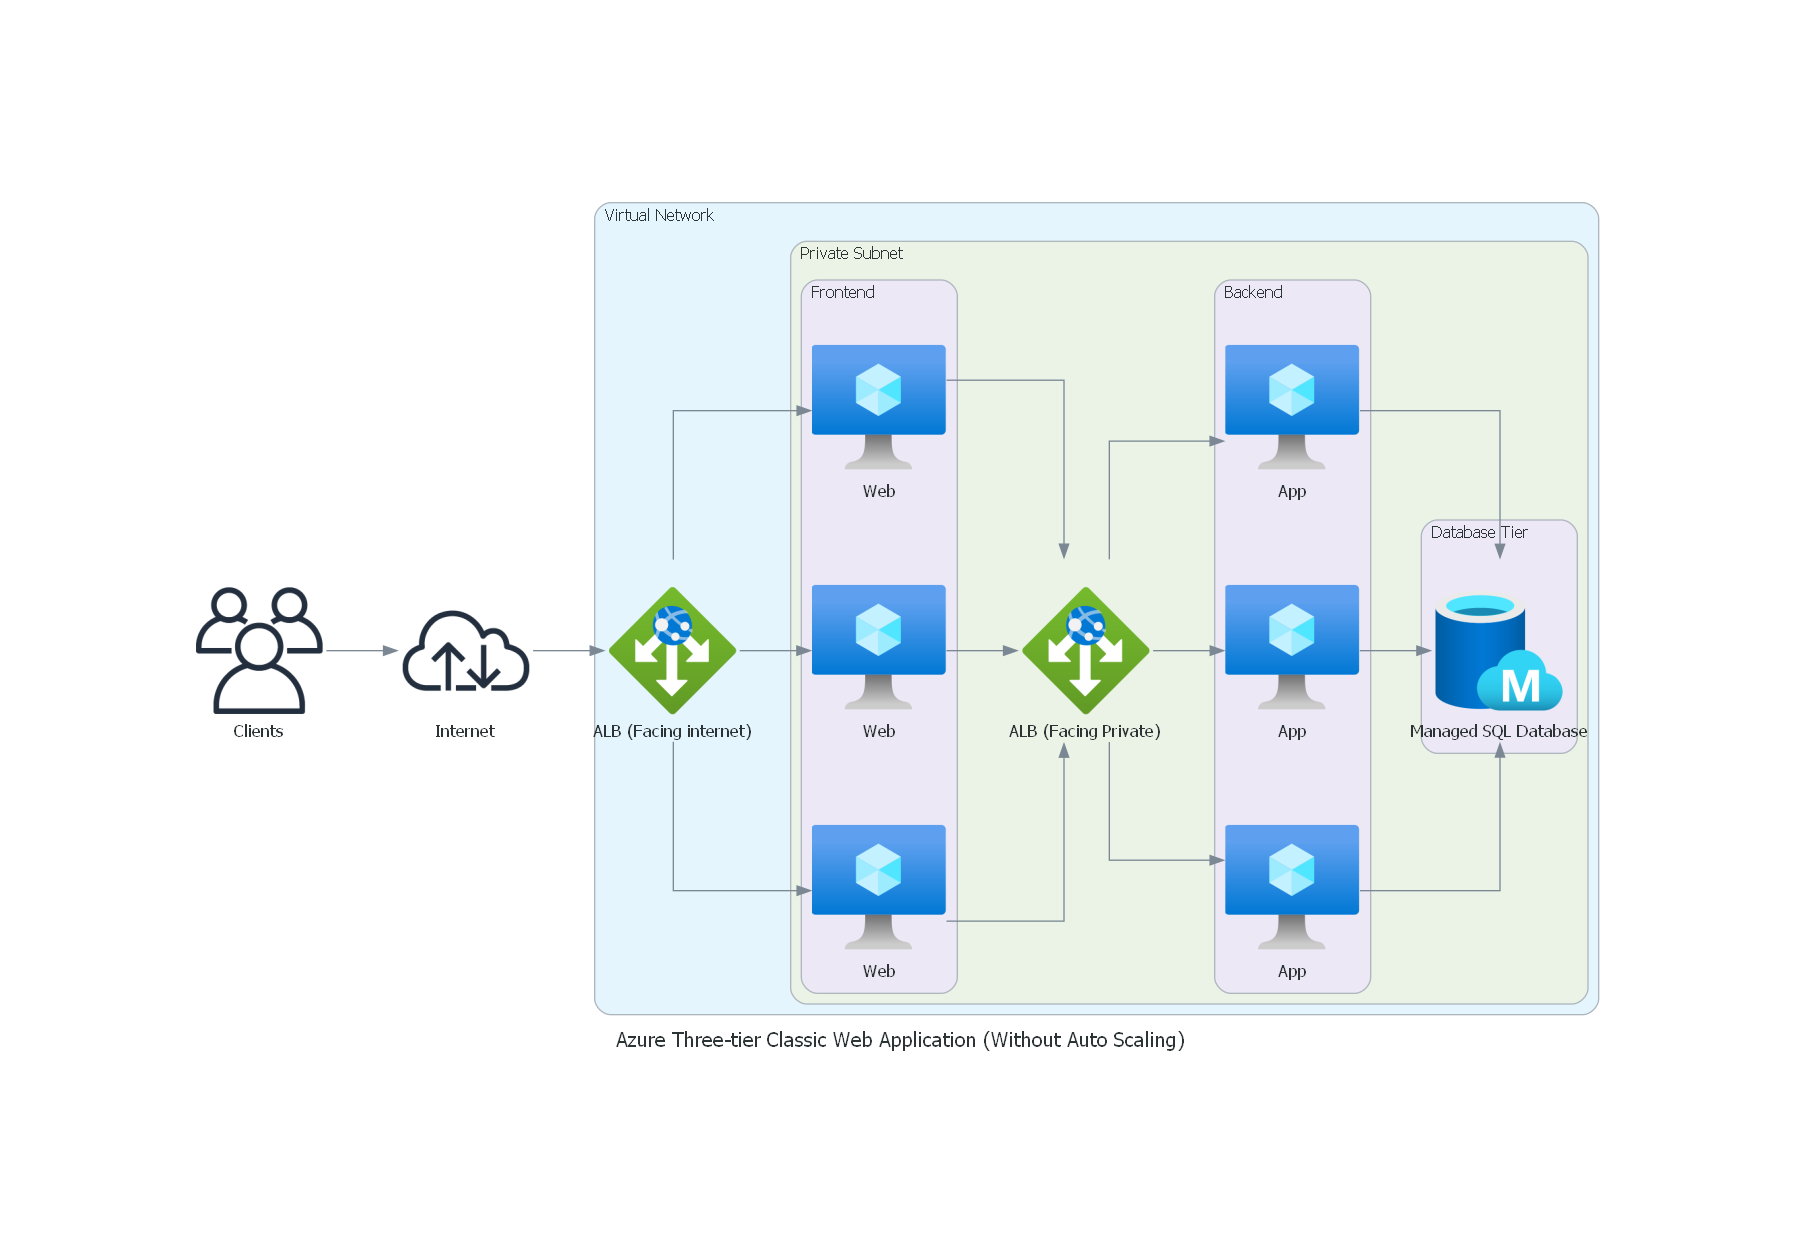 Virtual Network
Private Subnet
Frontend
Backend
Web
App
Database Tier
M
Clients
Internet
ALB (Facing internet)
Web
ALB (Facing Private)
App
Managed SQL Database
Web
App
Azure Three-tier Classic Web Application (Without Auto Scaling)